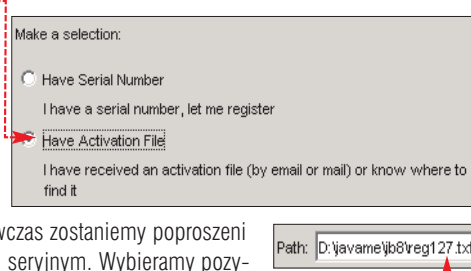 Make a selection:
Have Serial Number
I have a serial number, let me register
Have Activation File
I have received an activation file (by email or mail) or know where to
find it
wczas zostaniemy poproszeni
seryjnym. Wybieramy pozy-
Path: D:\javame\jb8\reg127.txt